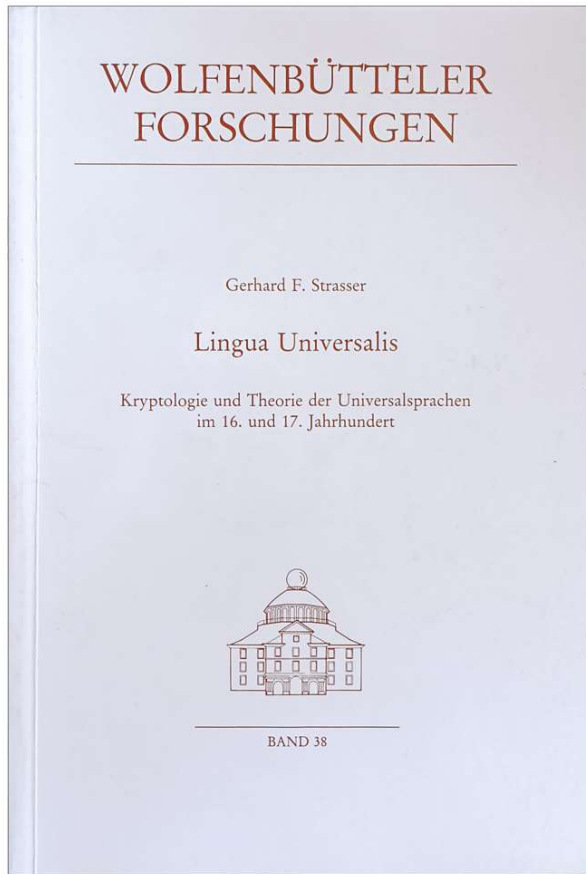 WOLFENBÜTTELER
FORSCHUNGEN
Gerhard F. Strasser
Lingua Universalis
Kryptologie und Theorie der Universalsprachen
im 16. und 17. Jahrhundert
BAND 38